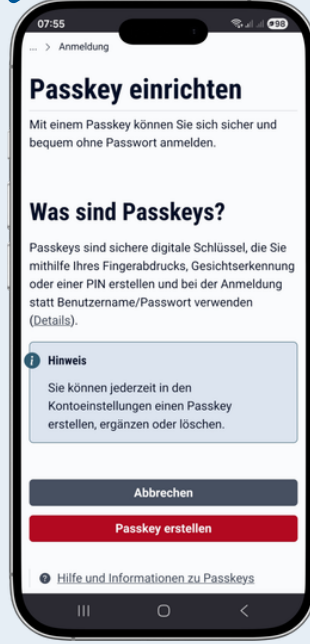 07:55
98
... > Anmeldung
Passkey einrichten
Mit einem Passkey können Sie sich sicher und
bequem ohne Passwort anmelden.
Was sind Passkeys?
Passkeys sind sichere digitale Schlüssel, die Sie
mithilfe Ihres Fingerabdrucks, Gesichtserkennung
oder einer PIN erstellen und bei der Anmeldung
statt Benutzername/Passwort verwenden
(Details).
Hinweis
Sie können jederzeit in den
Kontoeinstellungen einen Passkey
erstellen, ergänzen oder löschen.
Abbrechen
Passkey erstellen
Hilfe und Informationen zu Passkeys